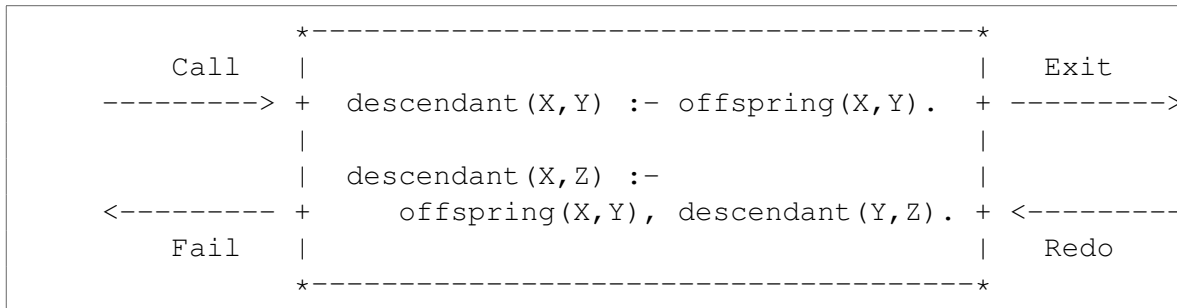 *--------------------------------------*
Call | | Exit
---------> + descendant(X,Y) :- offspring(X,Y). + --------->
| |
| descendant(X,Z) :- |
<--------- + offspring(X,Y), descendant(Y,Z). + <---------
Fail | | Redo
*--------------------------------------*